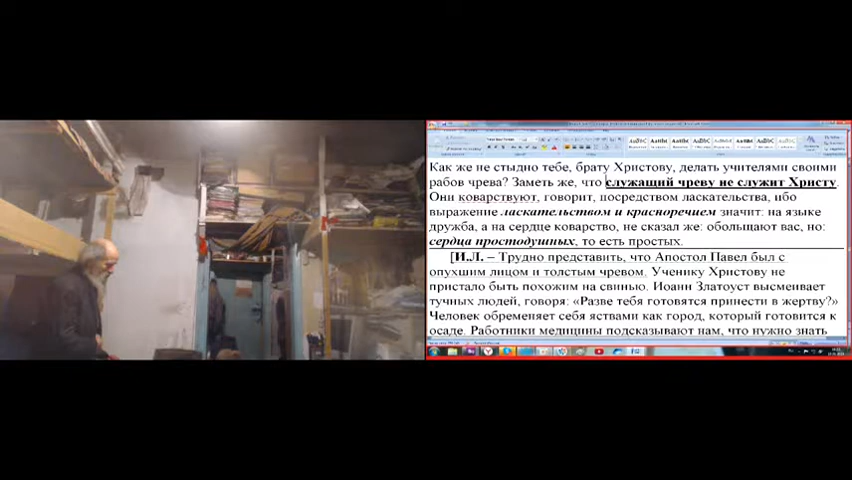 Как же не стыдно тебе, брату Христову, делать учителями своими
рабов чрева? Заметь же, что служащий чреву не служит Христу.
Они коварствуют, говорит, посредством ласкательства, ибо
выражение ласкательством и красноречием значит: на языке
дружба, а на сердце коварство, не сказал же: обольщают вас, но:
сердца простодушных, то есть простых.
[И.Л. – Трудно представить, что Апостол Павел был с
опухшим лицом и толстым чревом. Ученику Христову не
пристало быть похожим на свинью. Иоанн Златоуст высмеивает
тучных людей, говоря: «Разве тебя готовятся принести в жертву?»
Человек обременяет себя яствами как город, который готовится к
осаде. Работники медицины подсказывают нам, что нужно знать